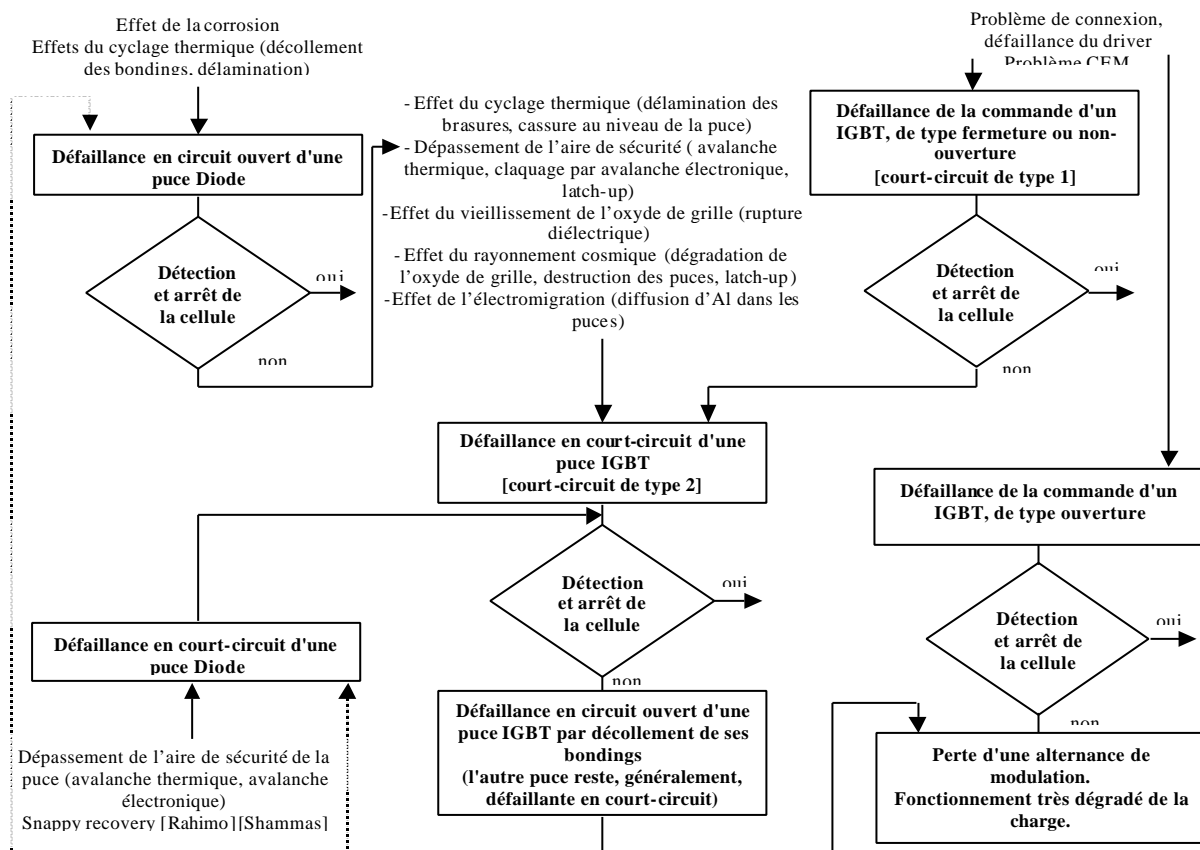 Effet de la corrosion
Effets du cyclage thermique (décollement
des bondings, délamination)
Problème de connexion,
défaillance du driver
Problème CEM
- Effet du cyclage thermique (délamination des
brasures, cassure au niveau de la puce)
- Dépassement de l'aire de sécurité ( avalanche
thermique, claquage par avalanche électronique,
latch-up)
-Effet du vieillissement de l'oxyde de grille (rupture
diélectrique)
- Effet du rayonnement cosmique (dégradation de
l'oxyde de grille, destruction des puces, latch-up)
-Effet de l'électromigration (diffusion d'Al dans les
puces)
Défaillance en circuit ouvert d'une
puce Diode
Détection
et arrêt de
la cellule
oui
non
Défaillance de la commande d'un
IGBT, de type fermeture ou non-
ouverture
[court-circuit de type 1]
Détection
et arrêt de
la cellule
oui
non
Défaillance en court-circuit d'une
puce IGBT
[court-circuit de type 2]
Détection
et arrêt de
la cellule
oui
non
Défaillance de la commande d'un
IGBT, de type ouverture
Détection
et arrêt de
la cellule
oui
non
Défaillance en court-circuit d'une
puce Diode
Dépassement de l'aire de sécurité de la
puce (avalanche thermique, avalanche
électronique)
Snappy recovery [Rahimo][Shammas]
Défaillance en circuit ouvert d'une
puce IGBT par décollement de ses
bondings
(l'autre puce reste, généralement,
défaillante en court-circuit)
Perte d'une alternance de
modulation.
Fonctionnement très dégradé de la
charge.